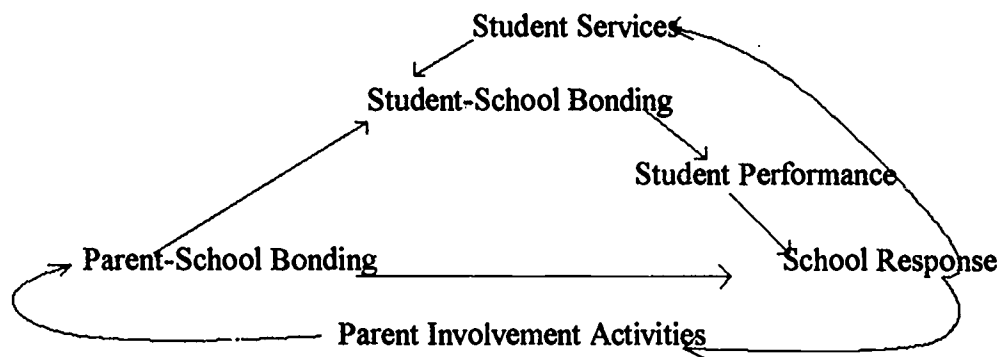 Student Services
Student-School Bonding
Student Performance
Parent-School Bonding
School Response
Parent Involvement Activities